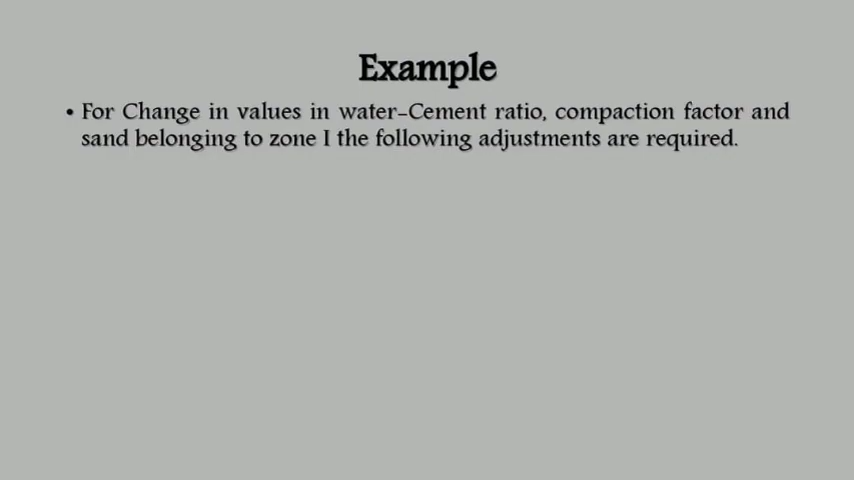 Example
• For Change in values in water-Cement ratio, compaction factor and
sand belonging to zone I the following adjustments are required.